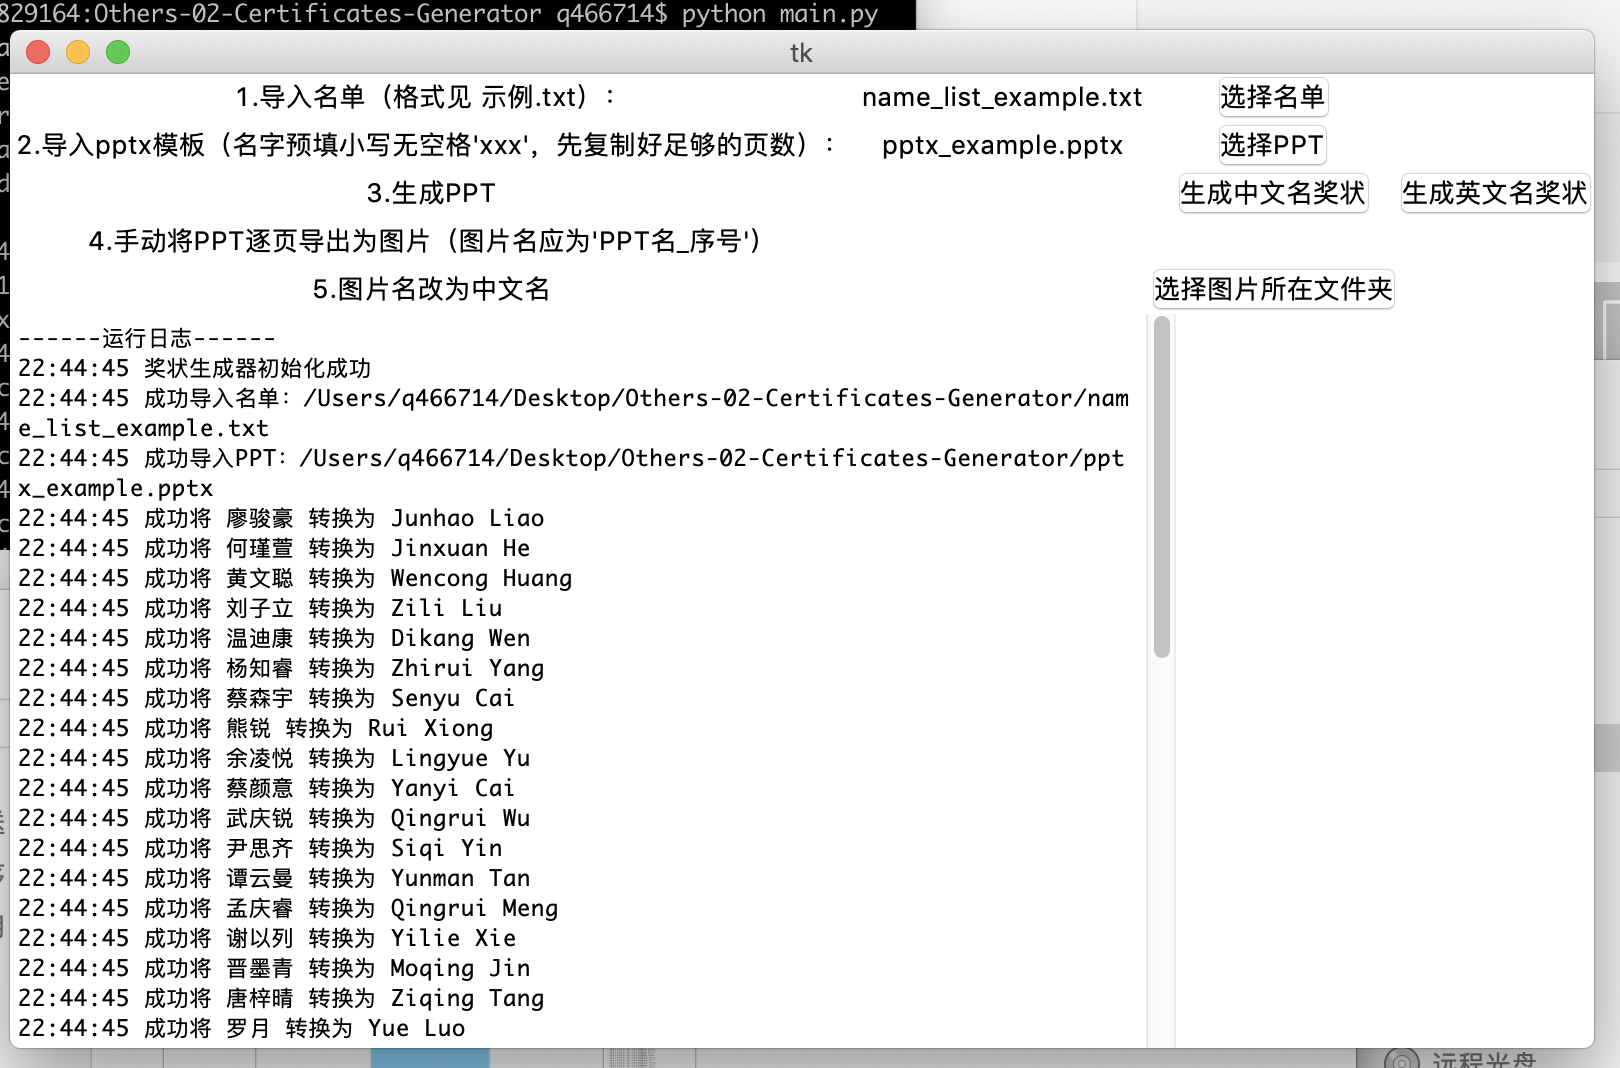 829164:Others-02-Certificates-Generator q466714$ python main.py
tk
1.导入名单（格式见 示例.txt）： name_list_example.txt 选择名单
2.导入pptx模板（名字预填小写无空格'xxx'，先复制好足够的页数）： pptx_example.pptx 选择PPT
3.生成PPT 生成中文名奖状 生成英文名奖状
4.手动将PPT逐页导出为图片（图片名应为'PPT名_序号'）
5.图片名改为中文名 选择图片所在文件夹
------运行日志------
22:44:45 奖状生成器初始化成功
22:44:45 成功导入名单：/Users/q466714/Desktop/Others-02-Certificates-Generator/nam
e_list_example.txt
22:44:45 成功导入PPT：/Users/q466714/Desktop/Others-02-Certificates-Generator/ppt
x_example.pptx
22:44:45 成功将 廖骏豪 转换为 Junhao Liao
22:44:45 成功将 何瑾萱 转换为 Jinxuan He
22:44:45 成功将 黄文聪 转换为 Wencong Huang
22:44:45 成功将 刘子立 转换为 Zili Liu
22:44:45 成功将 温迪康 转换为 Dikang Wen
22:44:45 成功将 杨知睿 转换为 Zhirui Yang
22:44:45 成功将 蔡森宇 转换为 Senyu Cai
22:44:45 成功将 熊锐 转换为 Rui Xiong
22:44:45 成功将 余凌悦 转换为 Lingyue Yu
22:44:45 成功将 蔡颜意 转换为 Yanyi Cai
22:44:45 成功将 武庆锐 转换为 Qingrui Wu
22:44:45 成功将 尹思齐 转换为 Siqi Yin
22:44:45 成功将 谭云曼 转换为 Yunman Tan
22:44:45 成功将 孟庆睿 转换为 Qingrui Meng
22:44:45 成功将 谢以列 转换为 Yilie Xie
22:44:45 成功将 晋墨青 转换为 Moqing Jin
22:44:45 成功将 唐梓晴 转换为 Ziqing Tang
22:44:45 成功将 罗月 转换为 Yue Luo
远程光盘